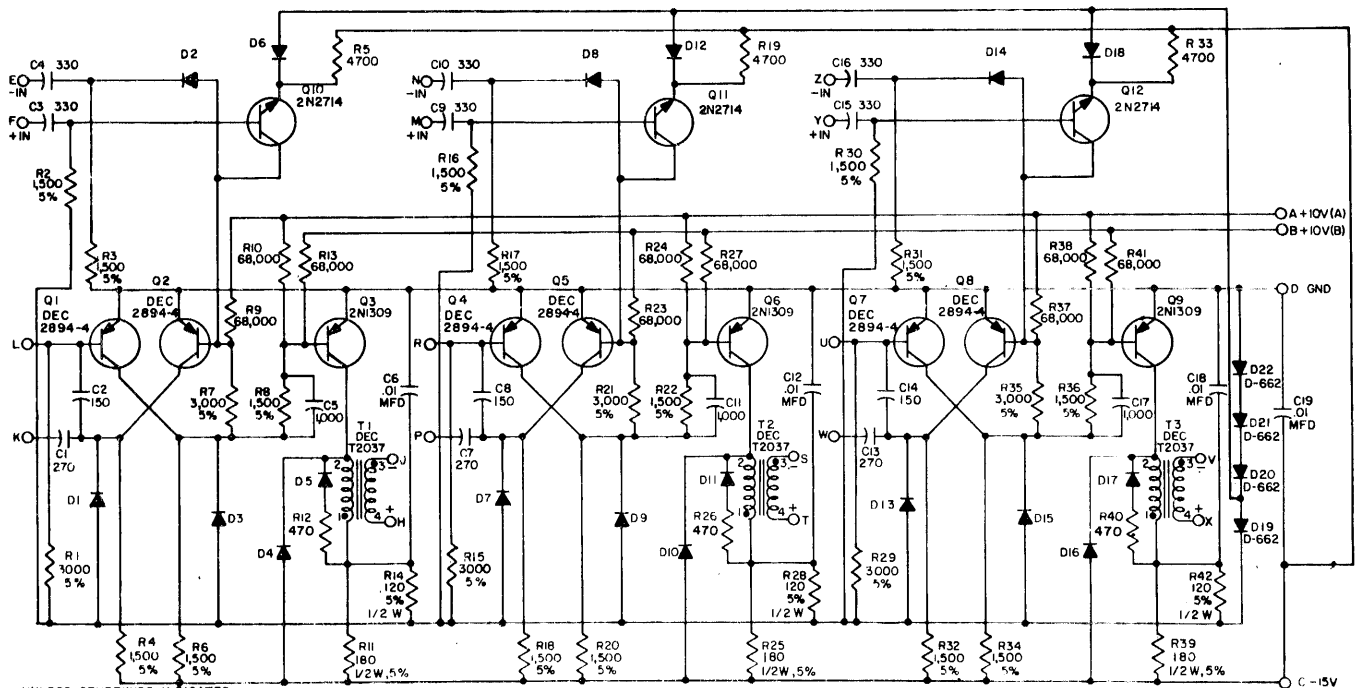 D6
R5
4700
D12
R19
4700
D18
R 33
4700
E
-IN
C4 330
D2
N
-IN
C10 330
D8
Z
-IN
C16 330
D14
F
+IN
C3 330
Q10
2N2714
M
+IN
C9 330
Q11
2N2714
Y
+IN
C15 330
Q12
2N2714
R2
1,500
5%
R16
1,500
5%
R30
1,500
5%
A +10V(A)
B +10V(B)
D GND
R3
1,500
5%
R10
68,000
R13
68,000
R17
1,500
5%
R24
68,000
R27
68,000
R31
1,500
5%
R38
68,000
R41
68,000
Q1
DEC
2894-4
Q2
DEC
2894-4
R9
68,000
Q3
2N1309
Q4
DEC
2894-4
Q5
DEC
2894-4
R23
68,000
Q6
2N1309
Q7
DEC
2894-4
Q8
DEC
2894-4
R37
68,000
Q9
2N1309
L
R
U
C2
150
R7
3,000
5%
R8
1,500
5%
C5
1,000
C6
.01
MFD
C8
150
R21
3,000
5%
R22
1,500
5%
C11
1,000
C12
.01
MFD
C14
150
R35
3,000
5%
R36
1,500
5%
C17
1,000
C18
.01
MFD
D22
D-662
D21
D-662
D20
D-662
D19
D-662
C19
.01
MFD
K
C1
270
P
C7
270
W
C13
270
T1
DEC
T2037
2
3
-
J
1
4
+
H
T2
DEC
T2037
2
3
-
S
1
4
+
T
T3
DEC
T2037
2
3
-
V
1
4
+
X
D1
D3
D4
D5
R12
470
D7
D9
D10
D11
R26
470
D13
D15
D16
D17
R40
470
R1
3000
5%
R14
120
5%
1/2 W
R15
3000
5%
R28
120
5%
1/2 W
R29
3,000
5%
R42
120
5%
1/2 W
R4
1,500
5%
R6
1,500
5%
R11
180
1/2W, 5%
R18
1,500
5%
R20
1,500
5%
R25
180
1/2W, 5%
R32
1,500
5%
R34
1,500
5%
R39
180
1/2W, 5%
C -15V